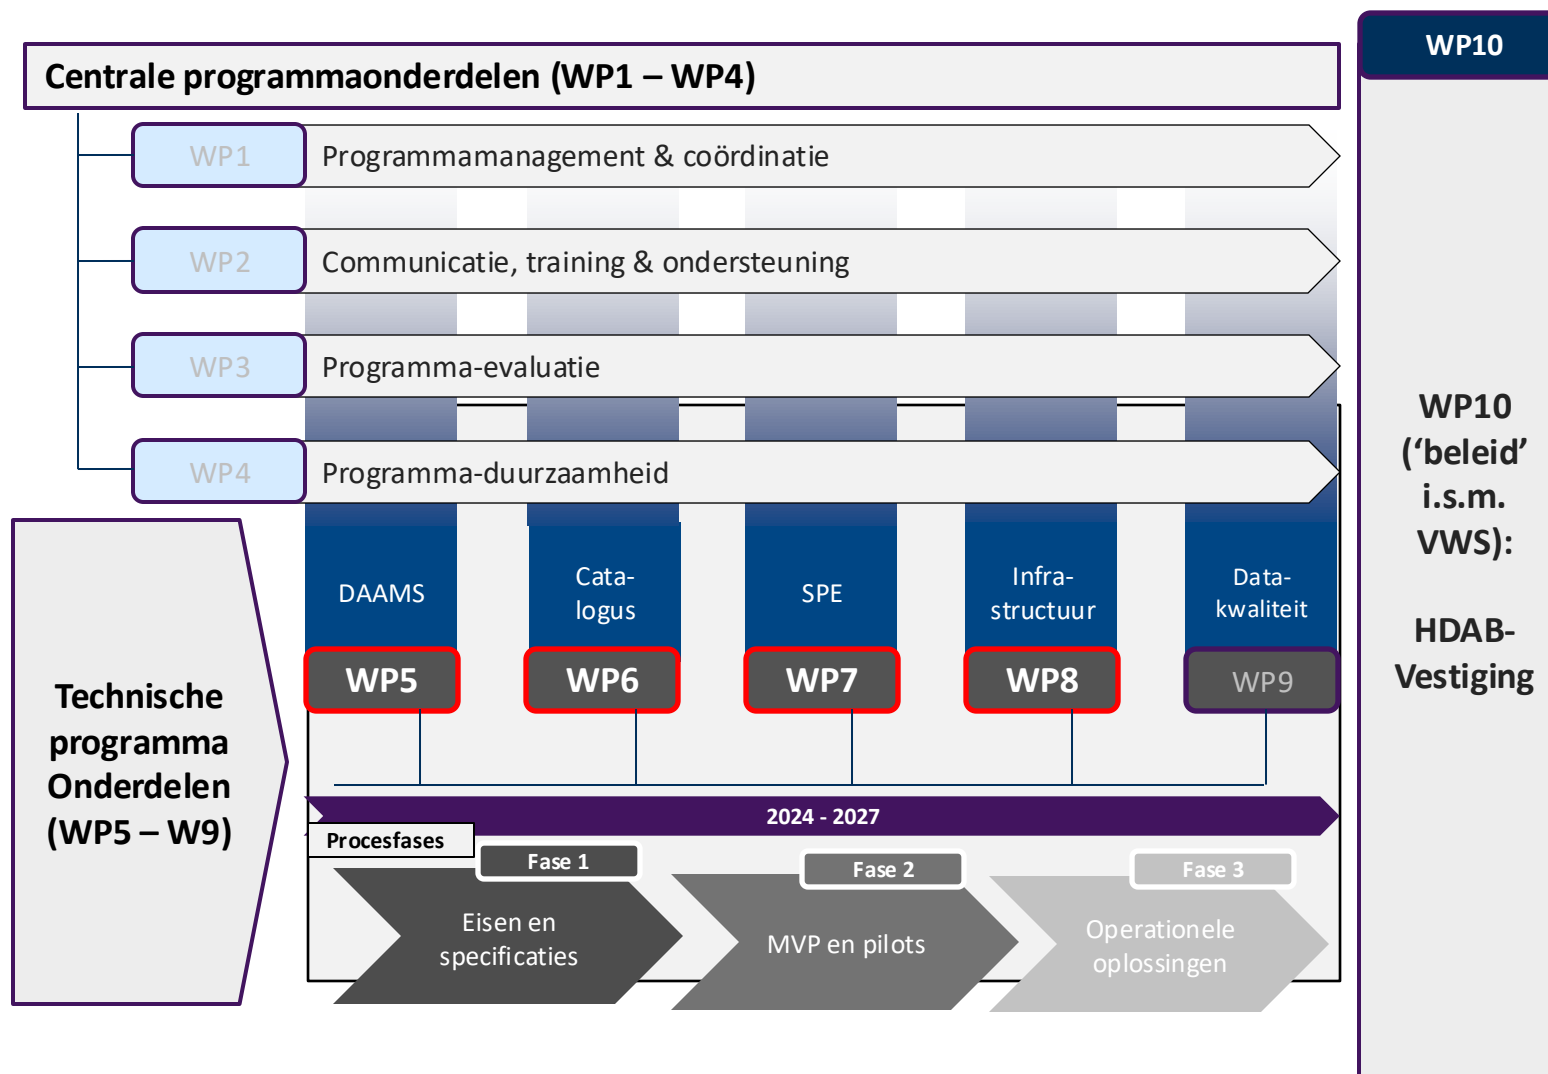 WP10
Centrale programmaonderdelen (WP1 – WP4)
WP1
Programmamanagement & coördinatie
WP2
Communicatie, training & ondersteuning
WP3
Programma-evaluatie
WP4
Programma-duurzaamheid
DAAMS
Cata-
logus
SPE
Infra-
structuur
Data-
kwaliteit
WP5
WP6
WP7
WP8
WP9
Technische
programma
Onderdelen
(WP5 – W9)
2024 - 2027
Procesfases
Fase 1
Eisen en
specificaties
Fase 2
MVP en pilots
Fase 3
Operationele
oplossingen
WP10
(‘beleid’
i.s.m.
VWS):
HDAB-
Vestiging